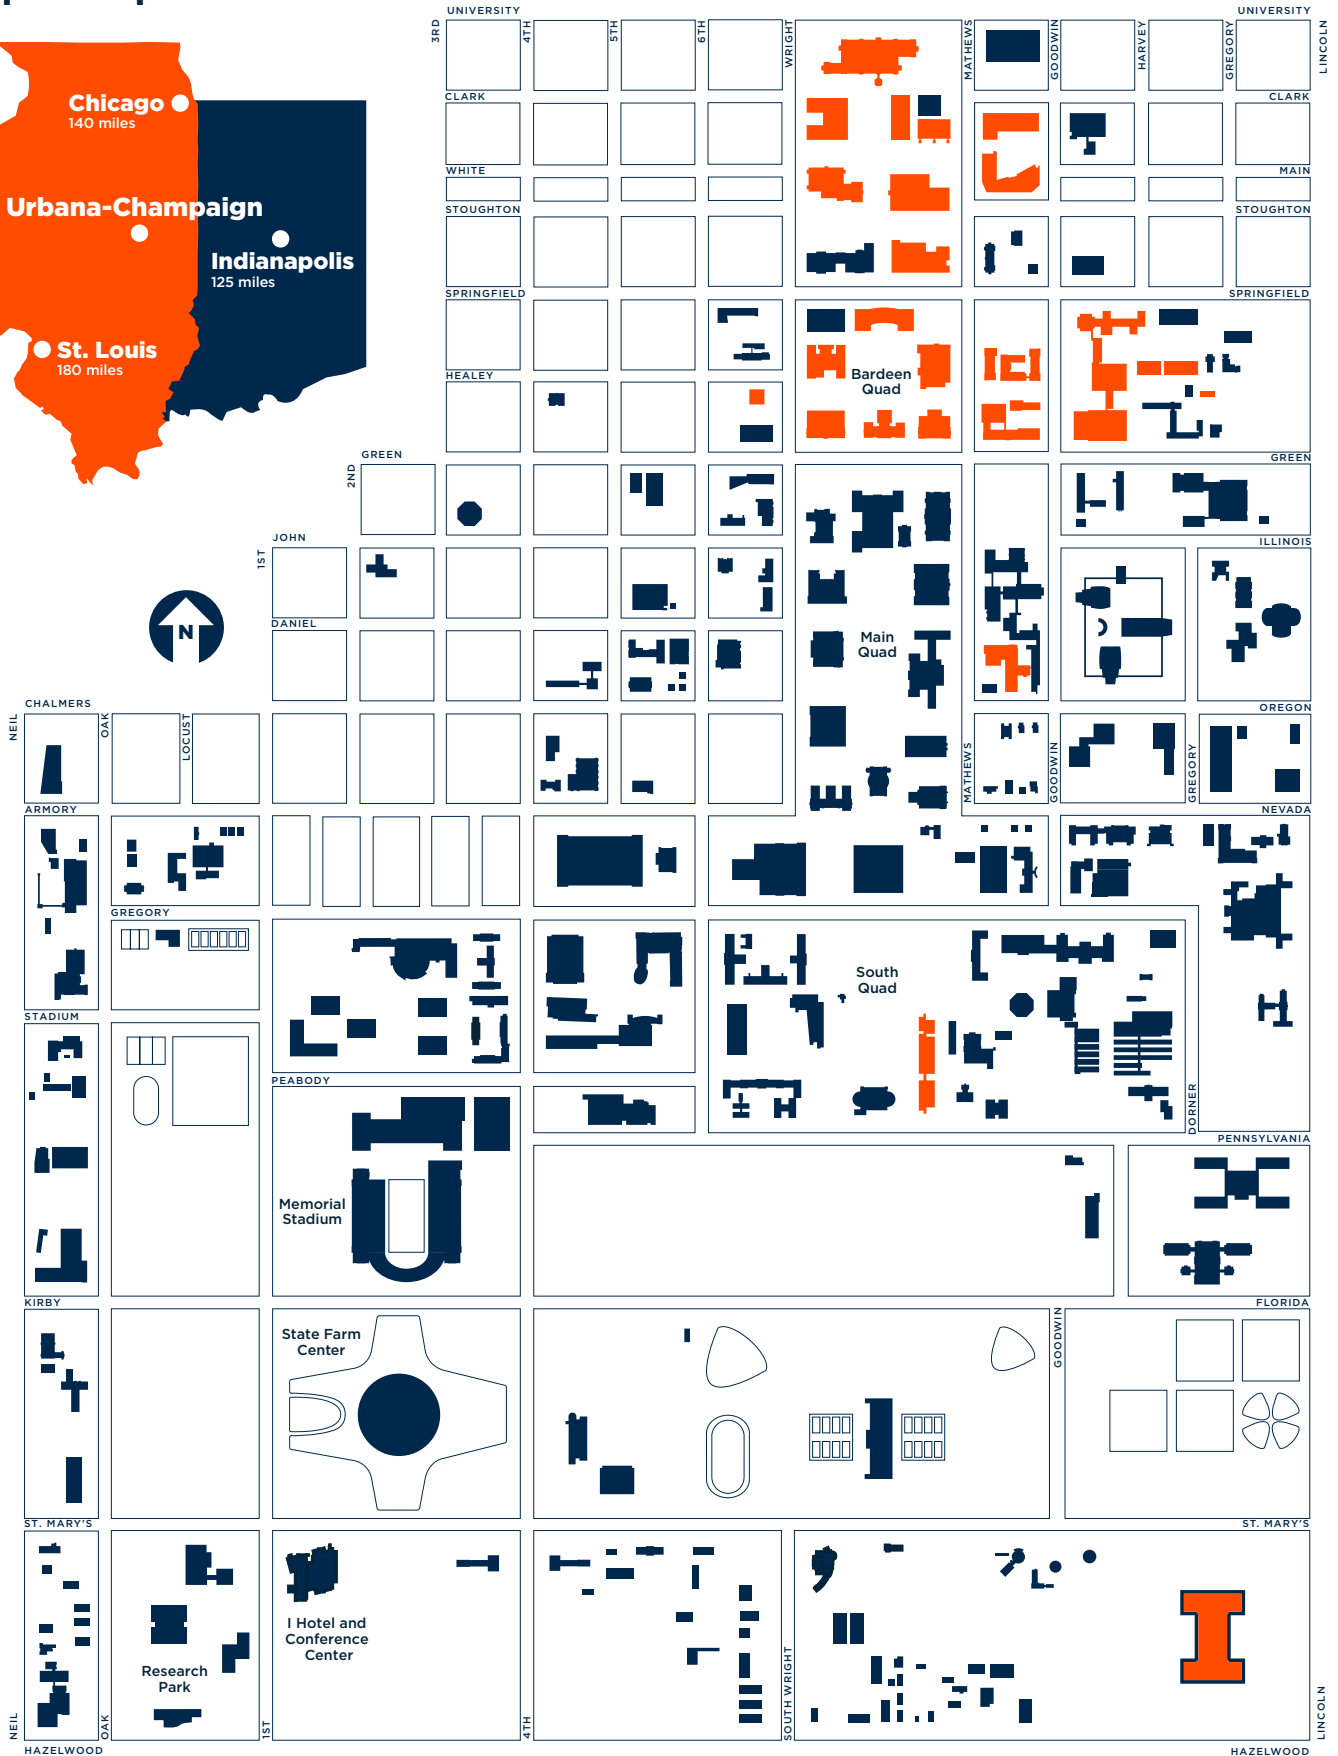 UNIVERSITY
UNIVERSITY
3RD
4TH
5TH
6TH
WRIGHT
MATHEWS
GOODWIN
HARVEY
GREGORY
LINCOLN
Chicago
140 miles
CLARK
CLARK
WHITE
MAIN
Urbana-Champaign
STOUGHTON
STOUGHTON
Indianapolis
125 miles
SPRINGFIELD
SPRINGFIELD
St. Louis
180 miles
HEALEY
Bardeen
Quad
GREEN
GREEN
2ND
JOHN
ILLINOIS
1ST
N
DANIEL
Main
Quad
CHALMERS
OREGON
NEIL
OAK
LOCUST
MATHEWS
GOODWIN
GREGORY
ARMORY
NEVADA
GREGORY
South
Quad
STADIUM
PEABODY
DORNER
PENNSYLVANIA
Memorial
Stadium
KIRBY
FLORIDA
State Farm
Center
GOODWIN
ST. MARY'S
ST. MARY'S
I Hotel and
Conference
Center
Research
Park
NEIL
OAK
1ST
4TH
SOUTH WRIGHT
LINCOLN
HAZELWOOD
HAZELWOOD